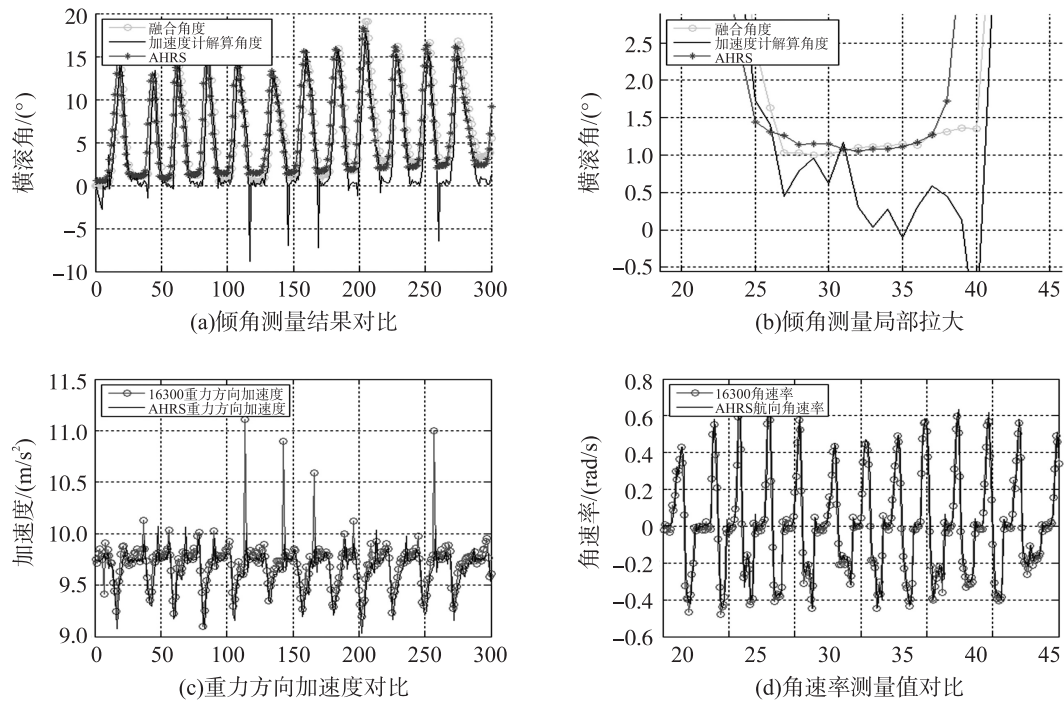 20
15
10
5
0
−5
−10
横滚角/(°)
融合角度
加速度计解算角度
AHRS
0 50 100 150 200 250 300
(a)倾角测量结果对比
2.5
2.0
1.5
1.0
0.5
0
−0.5
横滚角/(°)
融合角度
加速度计解算角度
AHRS
20 25 30 35 40 45
(b)倾角测量局部拉大
11.5
11.0
10.5
10.0
9.5
9.0
加速度/(m/s²)
16300重力方向加速度
AHRS重力方向加速度
0 50 100 150 200 250 300
(c)重力方向加速度对比
0.8
0.6
0.4
0.2
0
−0.2
−0.4
−0.6
角速率/(rad/s)
16300角速率
AHRS航向角速率
20 25 30 35 40 45
(d)角速率测量值对比